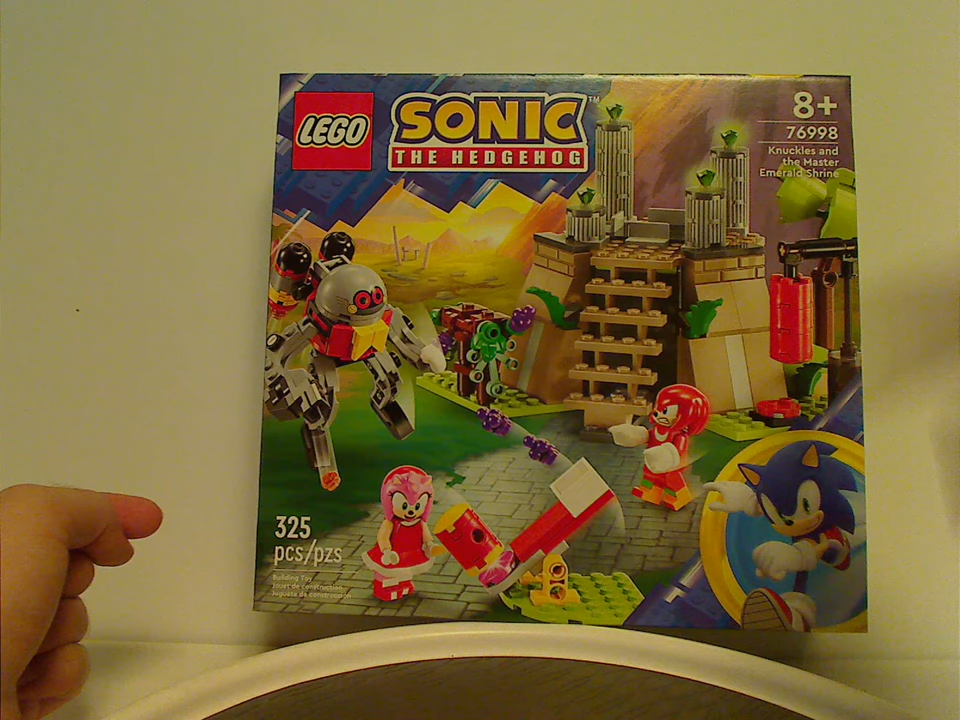 LEGO
SONIC™
THE HEDGEHOG
8+
76998
Knuckles and
the Master
Emerald Shrine
325
pcs/pzs
Building Toy
Jouet de construction
Juguete de construcción